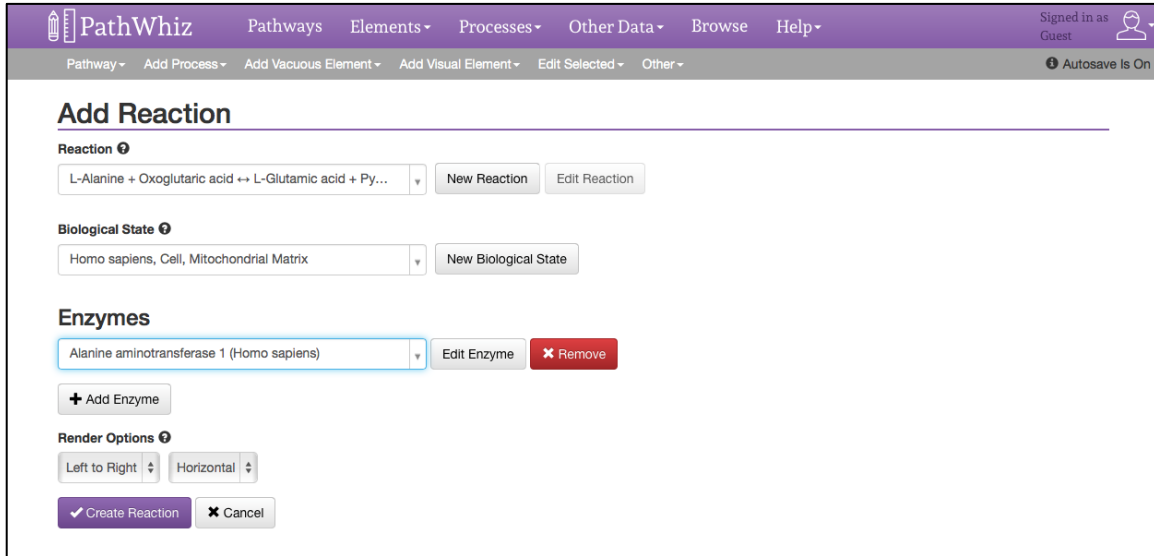 PathWhiz Pathways Elements Processes Other Data Browse Help Signed in as Guest
Pathway Add Process Add Vacuous Element Add Visual Element Edit Selected Other Autosave Is On
Add Reaction
Reaction
L-Alanine + Oxoglutaric acid ↔ L-Glutamic acid + Py... New Reaction Edit Reaction
Biological State
Homo sapiens, Cell, Mitochondrial Matrix New Biological State
Enzymes
Alanine aminotransferase 1 (Homo sapiens) Edit Enzyme Remove
Add Enzyme
Render Options
Left to Right Horizontal
Create Reaction Cancel